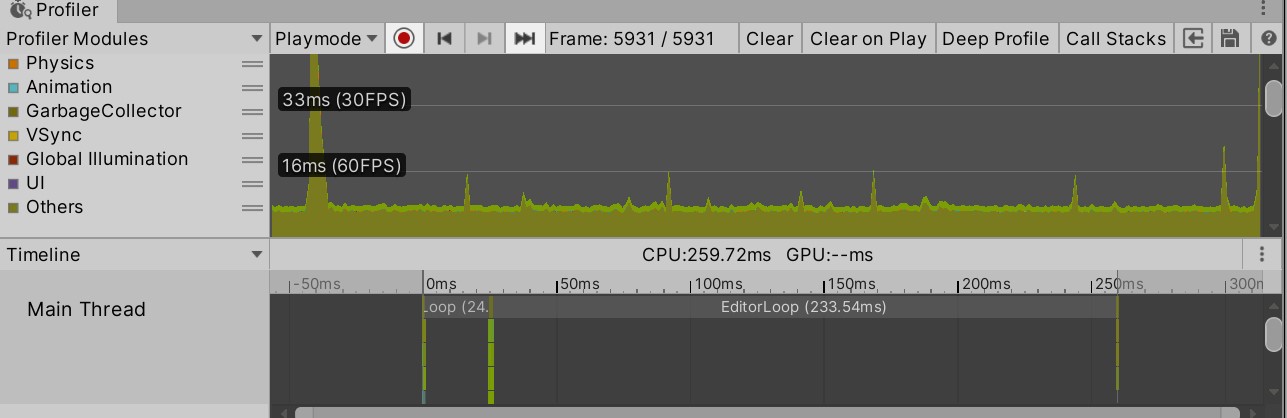 Profiler
Profiler Modules
Playmode Frame: 5931 / 5931 Clear Clear on Play Deep Profile Call Stacks
Physics
Animation
GarbageCollector
VSync
Global Illumination
UI
Others
33ms (30FPS)
16ms (60FPS)
Timeline
CPU:259.72ms GPU:--ms
-50ms 0ms 50ms 100ms 150ms 200ms 250ms 300m
Main Thread
Loop (24. EditorLoop (233.54ms)